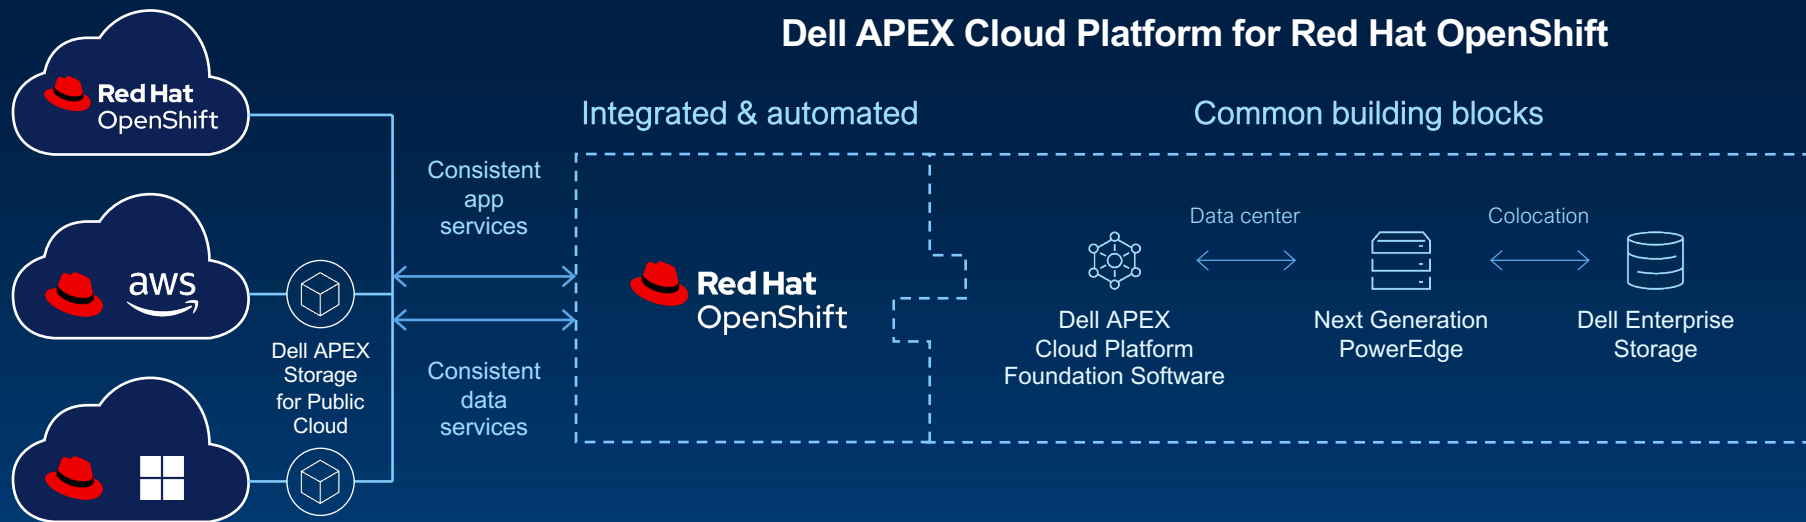 Dell APEX Cloud Platform for Red Hat OpenShift
Red Hat
OpenShift
aws
Dell APEX
Storage
for Public
Cloud
Consistent
app
services
Consistent
data
services
Integrated & automated
Red Hat
OpenShift
Common building blocks
Data center
Colocation
Dell APEX
Cloud Platform
Foundation Software
Next Generation
PowerEdge
Dell Enterprise
Storage